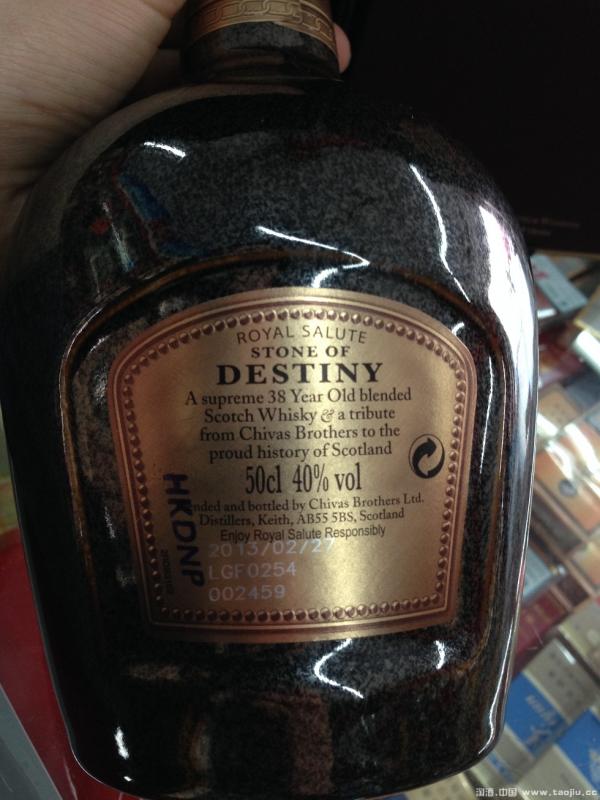 ROYAL SALUTE
STONE OF
DESTINY
A supreme 38 Year Old blended
Scotch Whisky & a tribute
from Chivas Brothers to the
proud history of Scotland
50cl 40% vol
nded and bottled by Chivas Brothers Ltd.
Distillers, Keith, AB55 5BS, Scotland
Enjoy Royal Salute Responsibly
HKDNP
2013/02/27
LGF0254
002459
淘酒.中国 www.taojiu.cc